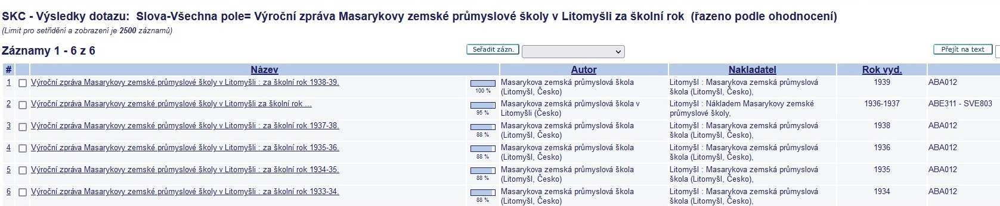 SKC - Výsledky dotazu: Slova-Všechna pole= Výroční zpráva Masarykovy zemské průmyslové školy v Litomyšli za školní rok (řazeno podle ohodnocení)
(Limit pro setřídění a zobrazení je 2500 záznamů)
Záznamy 1 - 6 z 6
Seřadit zázn.
Přejít na text
# Název Autor Nakladatel Rok vyd.
1 Výroční zpráva Masarykovy zemské průmyslové školy v Litomyšli : za školní rok 1938-39. Masarykova zemská průmyslová škola Litomyšl : Masarykova zemská průmyslová 1939 ABA012
100 % (Litomyšl, Česko) škola (Litomyšl, Česko),
2 Výroční zpráva Masarykovy zemské průmyslové školy v Litomyšli za školní rok ... Masarykova zemská průmyslová škola v Litomyšl : Nákladem Masarykovy zemské 1936-1937 ABE311 - SVE803
95 % Litomyšli (Česko) průmyslové školy,
3 Výroční zpráva Masarykovy zemské průmyslové školy v Litomyšli : za školní rok 1937-38. Masarykova zemská průmyslová škola Litomyšl : Masarykova zemská průmyslová 1938 ABA012
88 % (Litomyšl, Česko) škola (Litomyšl, Česko),
4 Výroční zpráva Masarykovy zemské průmyslové školy v Litomyšli : za školní rok 1935-36. Masarykova zemská průmyslová škola Litomyšl : Masarykova zemská průmyslová 1936 ABA012
88 % (Litomyšl, Česko) škola (Litomyšl, Česko),
5 Výroční zpráva Masarykovy zemské průmyslové školy v Litomyšli : za školní rok 1934-35. Masarykova zemská průmyslová škola Litomyšl : Masarykova zemská průmyslová 1935 ABA012
88 % (Litomyšl, Česko) škola (Litomyšl, Česko),
6 Výroční zpráva Masarykovy zemské průmyslové školy v Litomyšli : za školní rok 1933-34. Masarykova zemská průmyslová škola Litomyšl : Masarykova zemská průmyslová 1934 ABA012
88 % (Litomyšl, Česko) škola (Litomyšl, Česko),